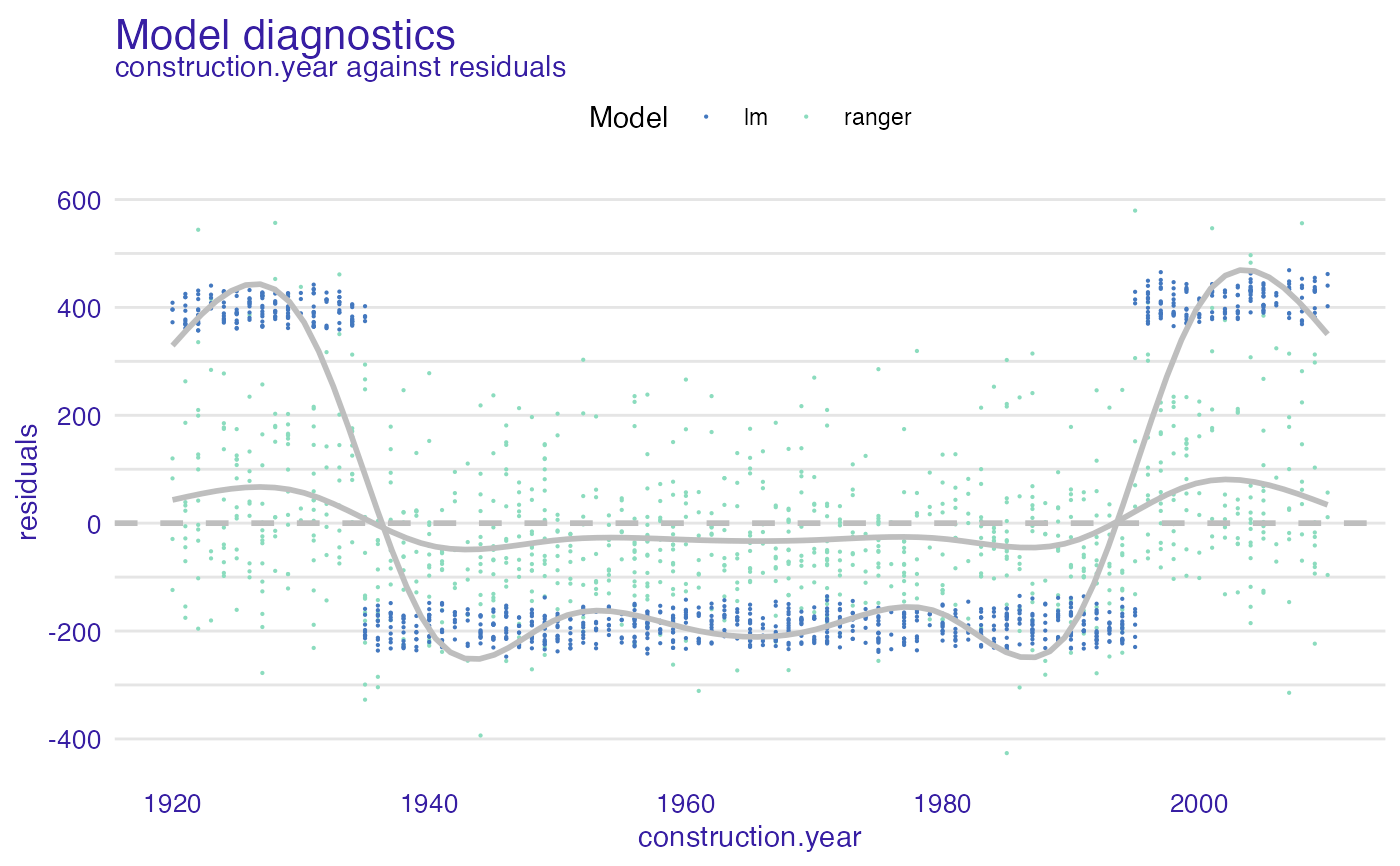 Model diagnostics
construction.year against residuals
Model lm ranger
600
400
200
0
-200
-400
residuals
1920 1940 1960 1980 2000
construction.year